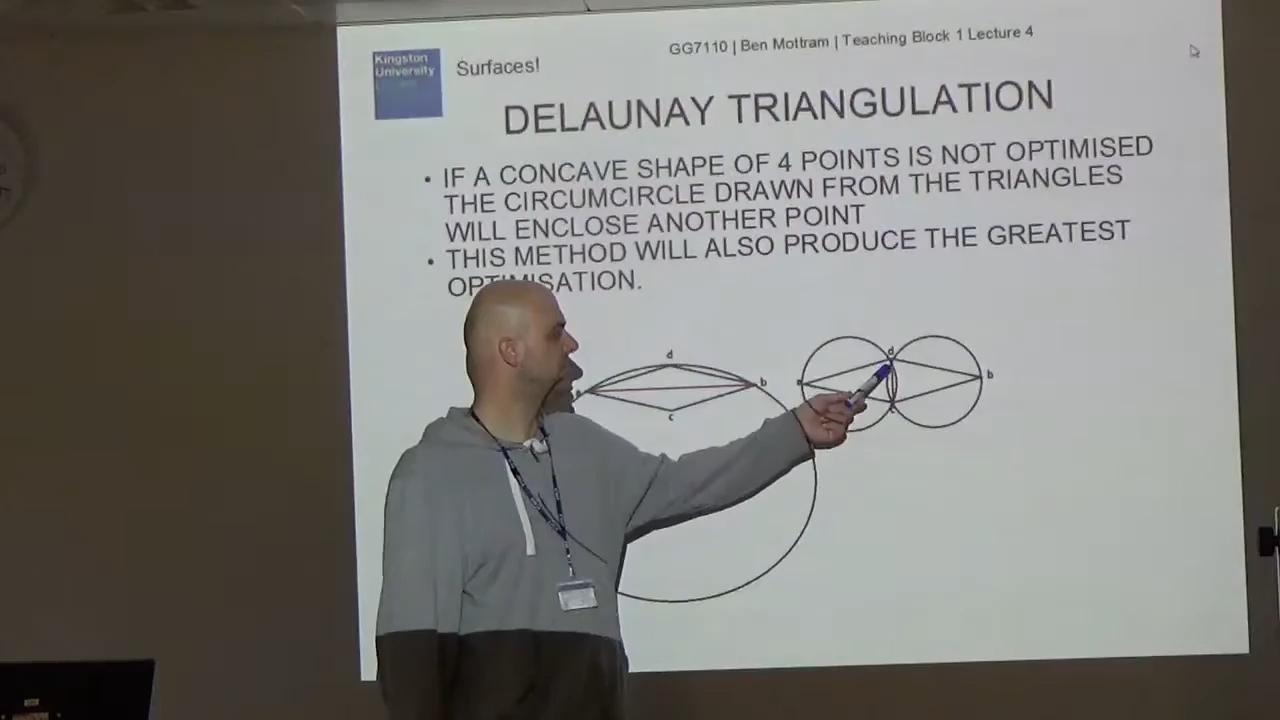 Kingston
University
Surfaces!
GG7110 | Ben Mottram | Teaching Block 1 Lecture 4
DELAUNAY TRIANGULATION
• IF A CONCAVE SHAPE OF 4 POINTS IS NOT OPTIMISED
THE CIRCUMCIRCLE DRAWN FROM THE TRIANGLES
WILL ENCLOSE ANOTHER POINT
• THIS METHOD WILL ALSO PRODUCE THE GREATEST
OPTIMISATION.
d
a b
c
d
a b
c